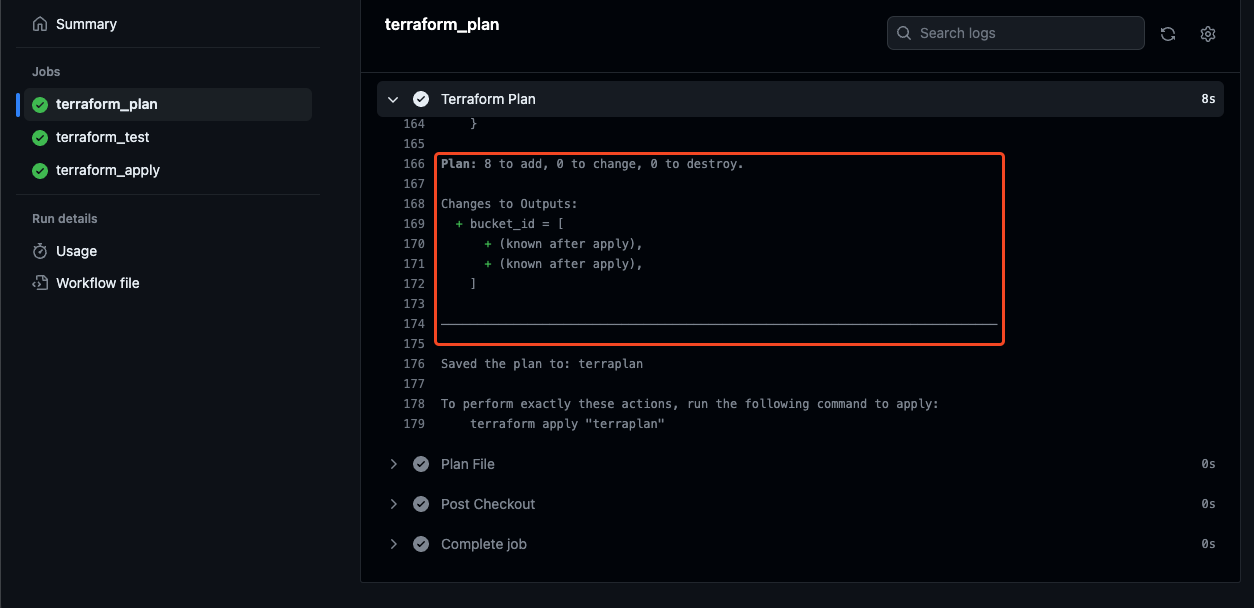 Summary
Jobs
terraform_plan
terraform_test
terraform_apply
Run details
Usage
Workflow file
terraform_plan
Search logs
Terraform Plan 8s
164     }
165
166 Plan: 8 to add, 0 to change, 0 to destroy.
167
168 Changes to Outputs:
169   + bucket_id = [
170       + (known after apply),
171       + (known after apply),
172     ]
173
174 ─────────────────────────────────────────────────────────────────────────────
175
176 Saved the plan to: terraplan
177
178 To perform exactly these actions, run the following command to apply:
179     terraform apply "terraplan"
Plan File 0s
Post Checkout 0s
Complete job 0s